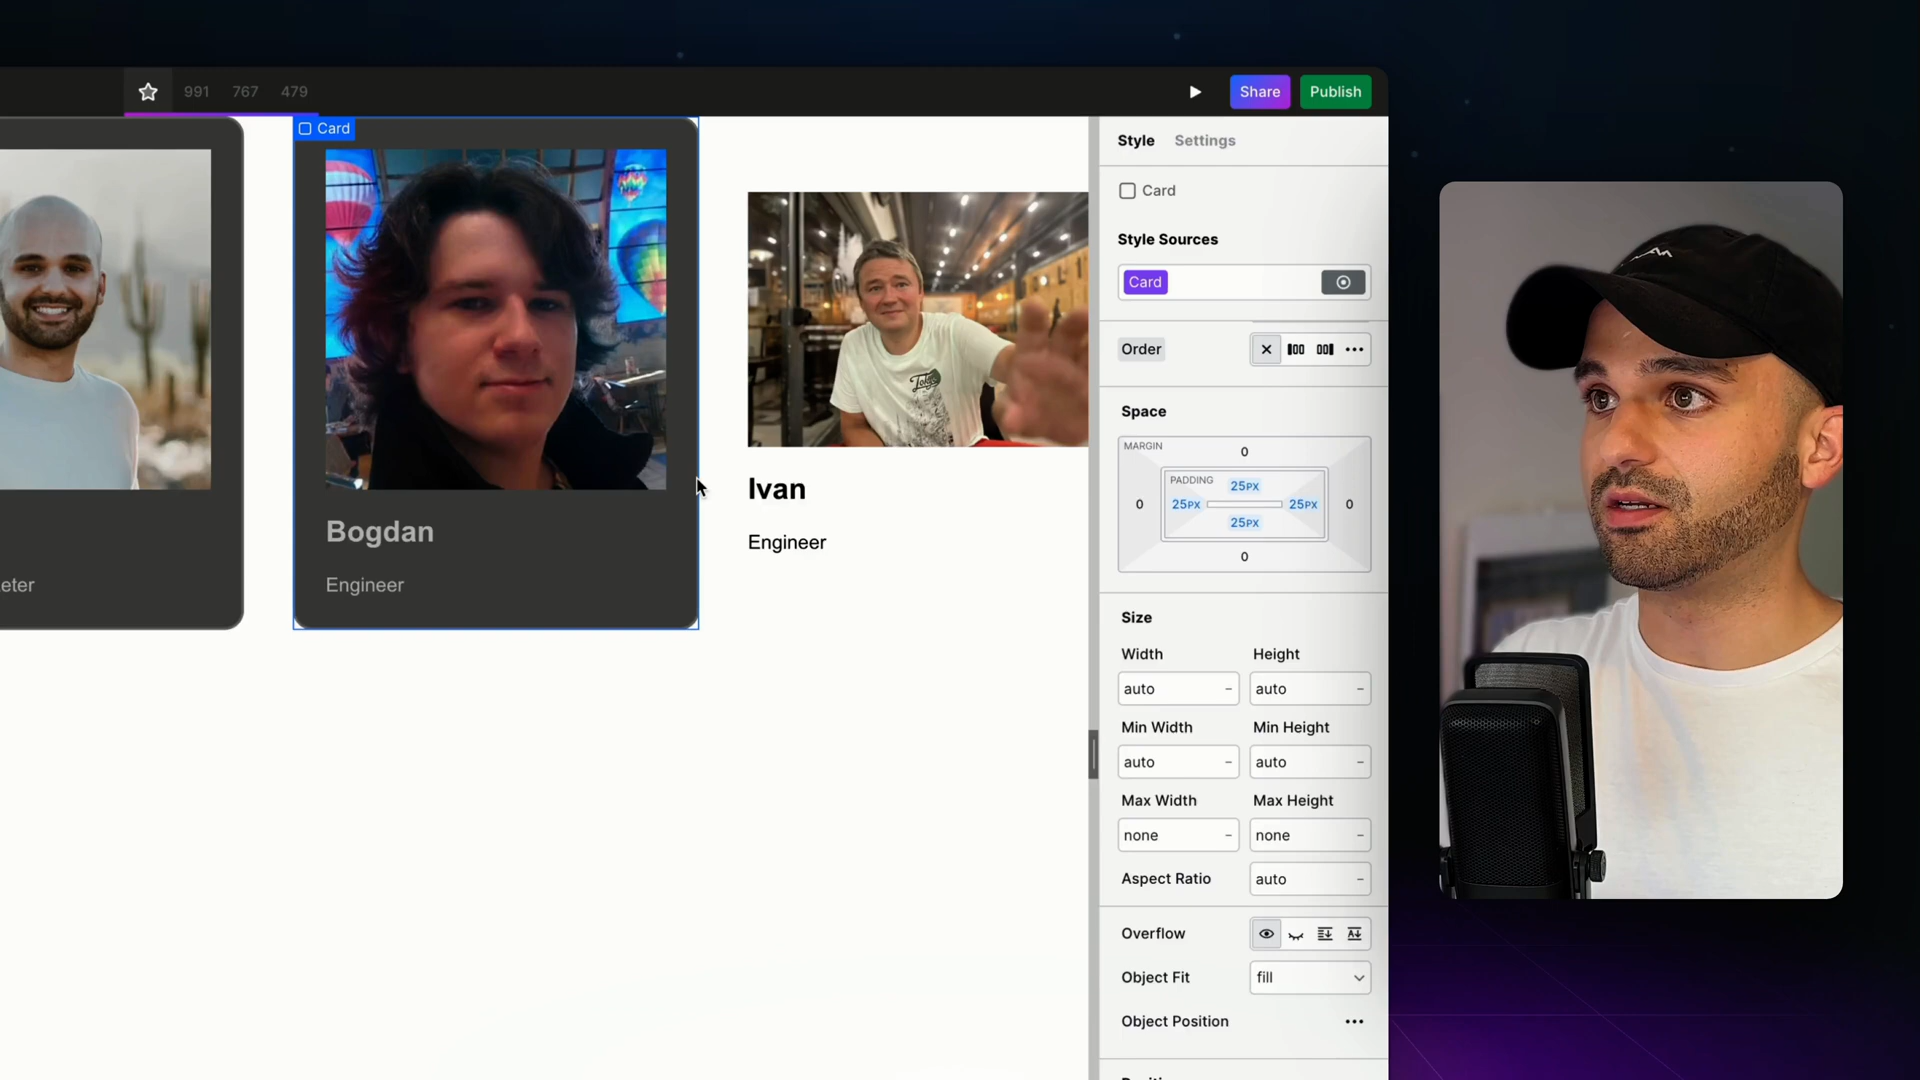 991 767 479
Share Publish
Card
Style Settings
Card
Style Sources
Card
Order
Space
MARGIN
0
PADDING
25PX
0 25PX 25PX 0
25PX
0
Bogdan
Engineer
eter
Ivan
Engineer
Size
Width Height
auto auto
Min Width Min Height
auto auto
Max Width Max Height
none none
Aspect Ratio auto
Overflow
Object Fit fill
Object Position